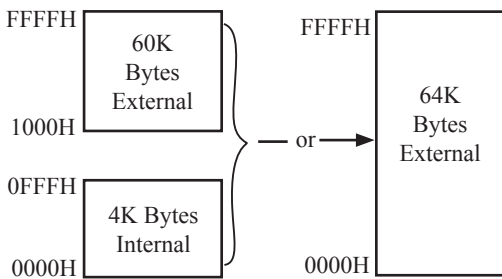 FFFFH
60K
Bytes
External
1000H
0FFFH
4K Bytes
Internal
0000H
or
FFFFH
64K
Bytes
External
0000H